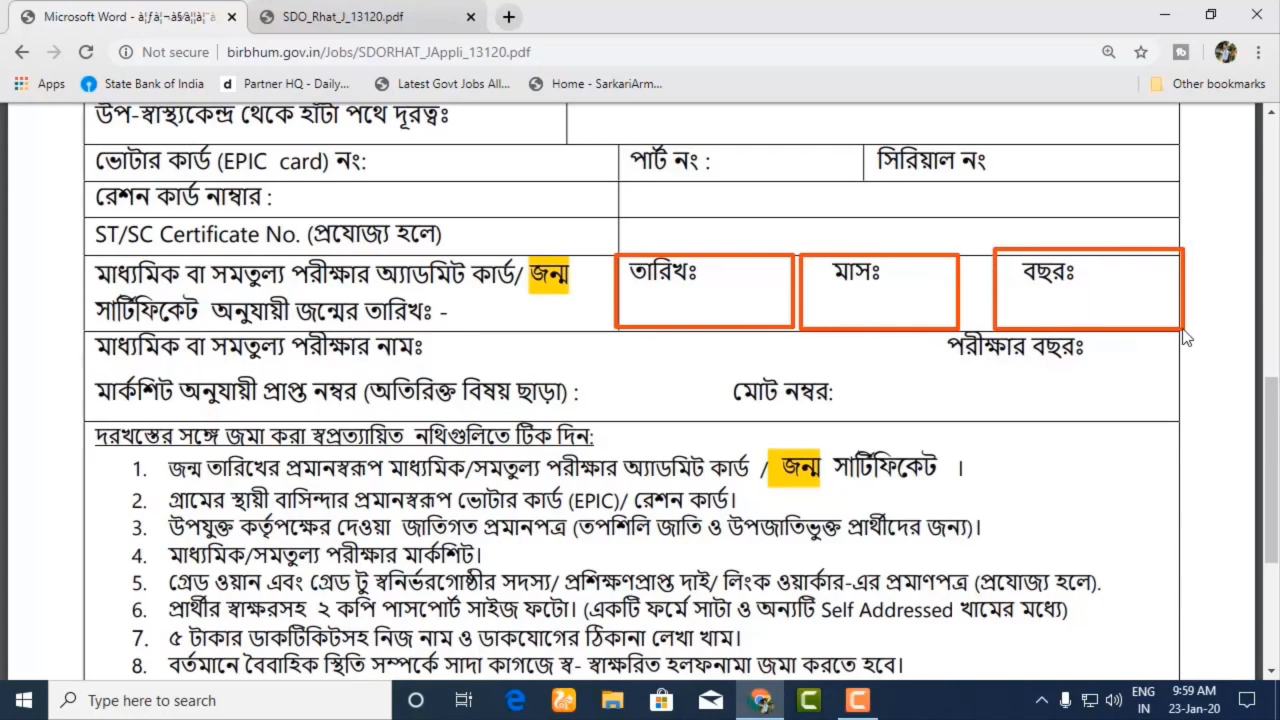 Microsoft Word - à¦ƒà¦¬à§à¦¦à¦¨ à
SDO_Rhat_J_13120.pdf
Not secure
birbhum.gov.in/Jobs/SDORHAT_JAppli_13120.pdf
Apps
State Bank of India
Partner HQ - Daily...
Latest Govt Jobs All...
Home - SarkariArm...
Other bookmarks
উপ-স্বাস্থ্যকেন্দ্র থেকে হাঁটা পথে দূরত্বঃ
ভোটার কার্ড (EPIC card) নং: পার্ট নং : সিরিয়াল নং
রেশন কার্ড নাম্বার :
ST/SC Certificate No. (প্রযোজ্য হলে)
মাধ্যমিক বা সমতুল্য পরীক্ষার অ্যাডমিট কার্ড/ জন্ম তারিখঃ মাসঃ বছরঃ
সার্টিফিকেট অনুযায়ী জন্মের তারিখঃ -
মাধ্যমিক বা সমতুল্য পরীক্ষার নামঃ পরীক্ষার বছরঃ
মার্কশিট অনুযায়ী প্রাপ্ত নম্বর (অতিরিক্ত বিষয় ছাড়া) : মোট নম্বর:
দরখস্তের সঙ্গে জমা করা স্বপ্রত্যায়িত নথিগুলিতে টিক দিন:
1. জন্ম তারিখের প্রমানস্বরূপ মাধ্যমিক/সমতুল্য পরীক্ষার অ্যাডমিট কার্ড / জন্ম সার্টিফিকেট ।
2. গ্রামের স্থায়ী বাসিন্দার প্রমানস্বরূপ ভোটার কার্ড (EPIC)/ রেশন কার্ড।
3. উপযুক্ত কর্তৃপক্ষের দেওয়া জাতিগত প্রমানপত্র (তপশিলি জাতি ও উপজাতিভুক্ত প্রার্থীদের জন্য)।
4. মাধ্যমিক/সমতুল্য পরীক্ষার মার্কশিট।
5. গ্রেড ওয়ান এবং গ্রেড টু স্বনির্ভরগোষ্ঠীর সদস্য/ প্রশিক্ষণপ্রাপ্ত দাই/ লিংক ওয়ার্কার-এর প্রমাণপত্র (প্রযোজ্য হলে).
6. প্রার্থীর স্বাক্ষরসহ ২ কপি পাসপোর্ট সাইজ ফটো। (একটি ফর্মে সাটা ও অন্যটি Self Addressed খামের মধ্যে)
7. ৫ টাকার ডাকটিকিটসহ নিজ নাম ও ডাকযোগের ঠিকানা লেখা খাম।
8. বর্তমানে বৈবাহিক স্থিতি সম্পর্কে সাদা কাগজে স্ব- স্বাক্ষরিত হলফনামা জমা করতে হবে।
Type here to search
ENG
IN
9:59 AM
23-Jan-20